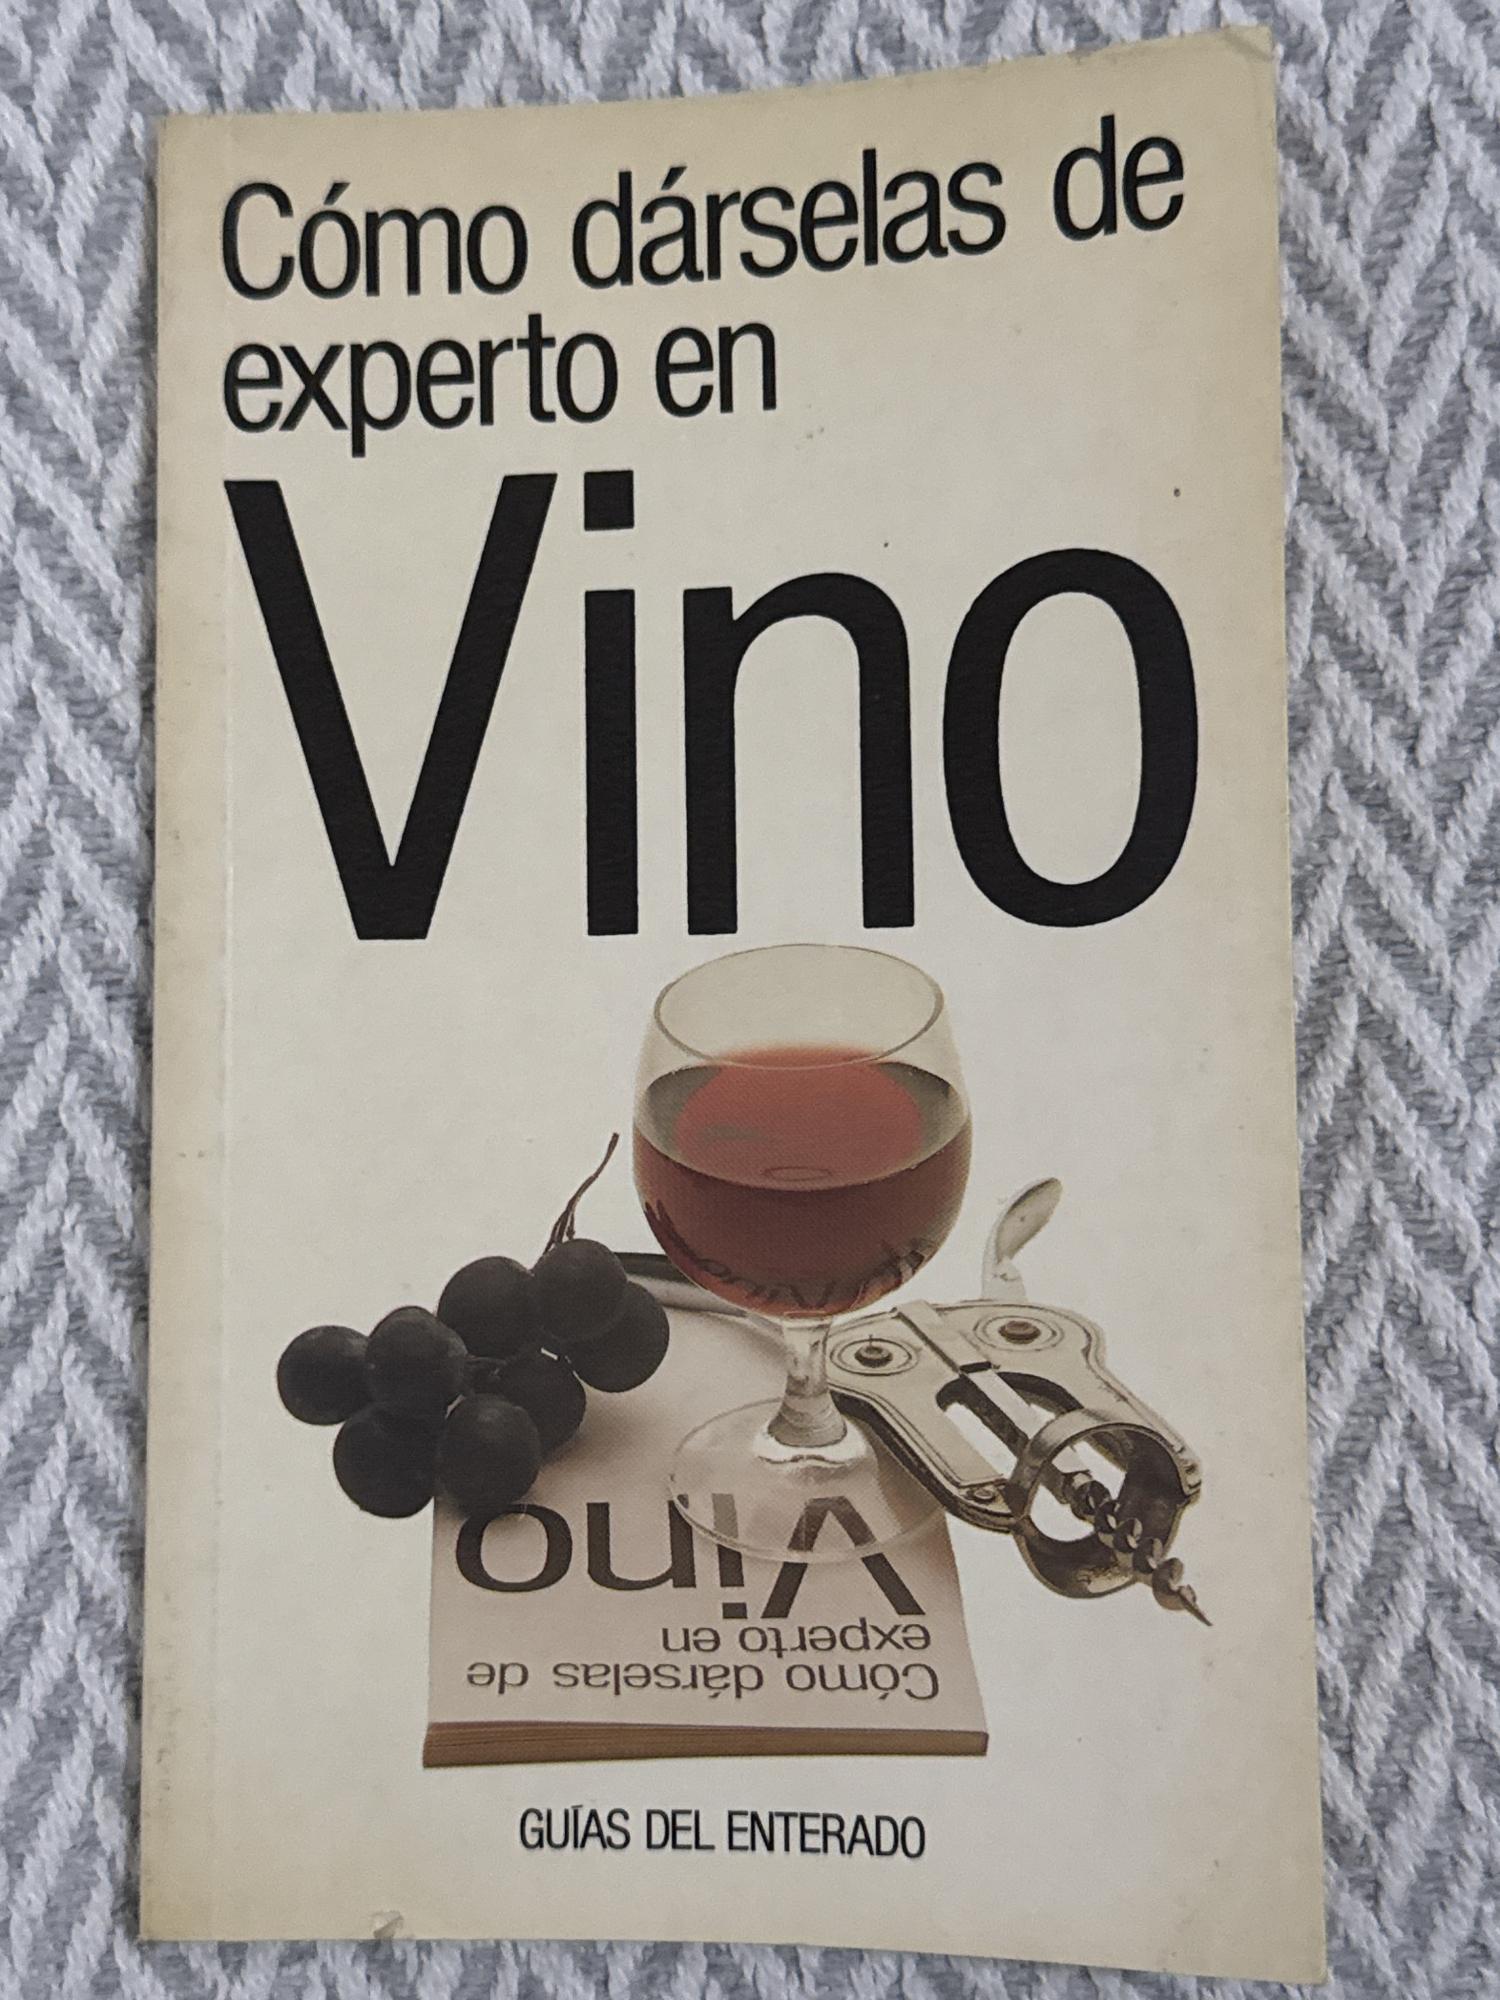 Cómo dárselas de
experto en
Vino
Vino
experto en
Cómo dárselas de
GUÍAS DEL ENTERADO